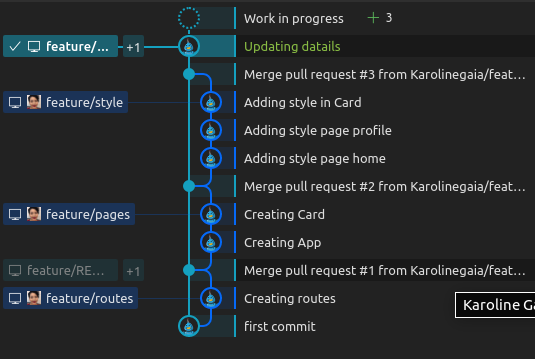 Work in progress + 3
feature/... +1 Updating datails
Merge pull request #3 from Karolinegaia/feat...
feature/style Adding style in Card
Adding style page profile
Adding style page home
Merge pull request #2 from Karolinegaia/feat...
feature/pages Creating Card
Creating App
feature/RE... +1 Merge pull request #1 from Karolinegaia/feat...
feature/routes Creating routes
Karoline Ga
first commit